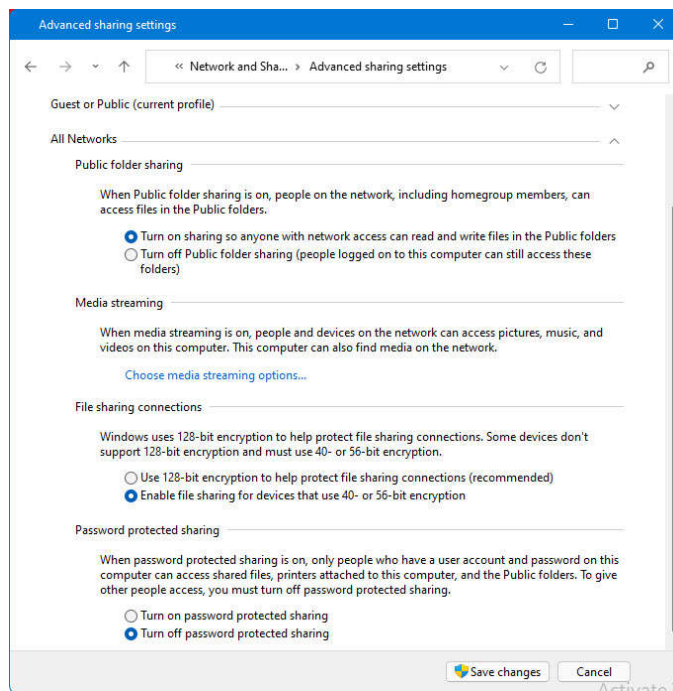 Advanced sharing settings
« Network and Sha... › Advanced sharing settings
Guest or Public (current profile)
All Networks
Public folder sharing
When Public folder sharing is on, people on the network, including homegroup members, can
access files in the Public folders.
Turn on sharing so anyone with network access can read and write files in the Public folders
Turn off Public folder sharing (people logged on to this computer can still access these
folders)
Media streaming
When media streaming is on, people and devices on the network can access pictures, music, and
videos on this computer. This computer can also find media on the network.
Choose media streaming options...
File sharing connections
Windows uses 128-bit encryption to help protect file sharing connections. Some devices don't
support 128-bit encryption and must use 40- or 56-bit encryption.
Use 128-bit encryption to help protect file sharing connections (recommended)
Enable file sharing for devices that use 40- or 56-bit encryption
Password protected sharing
When password protected sharing is on, only people who have a user account and password on this
computer can access shared files, printers attached to this computer, and the Public folders. To give
other people access, you must turn off password protected sharing.
Turn on password protected sharing
Turn off password protected sharing
Save changes Cancel
Activate